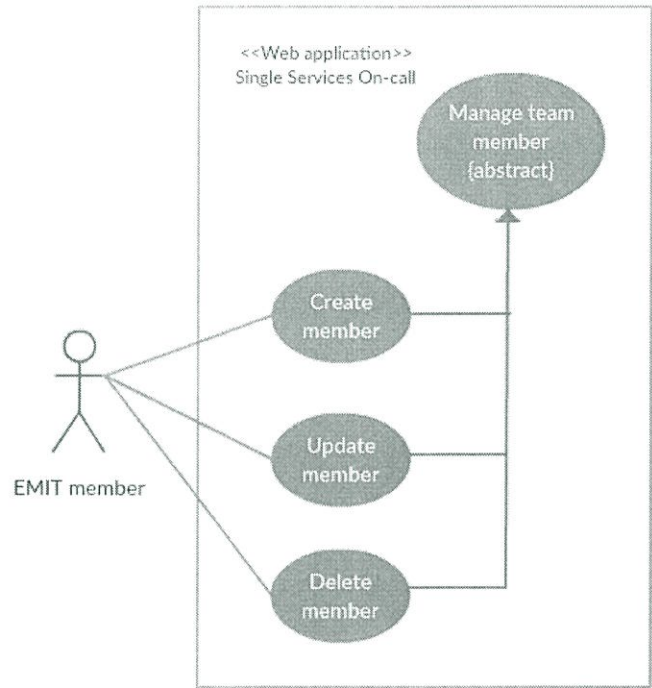 <<Web application>>
Single Services On-call
Manage team
member
{abstract}
Create
member
Update
member
EMIT member
Delete
member